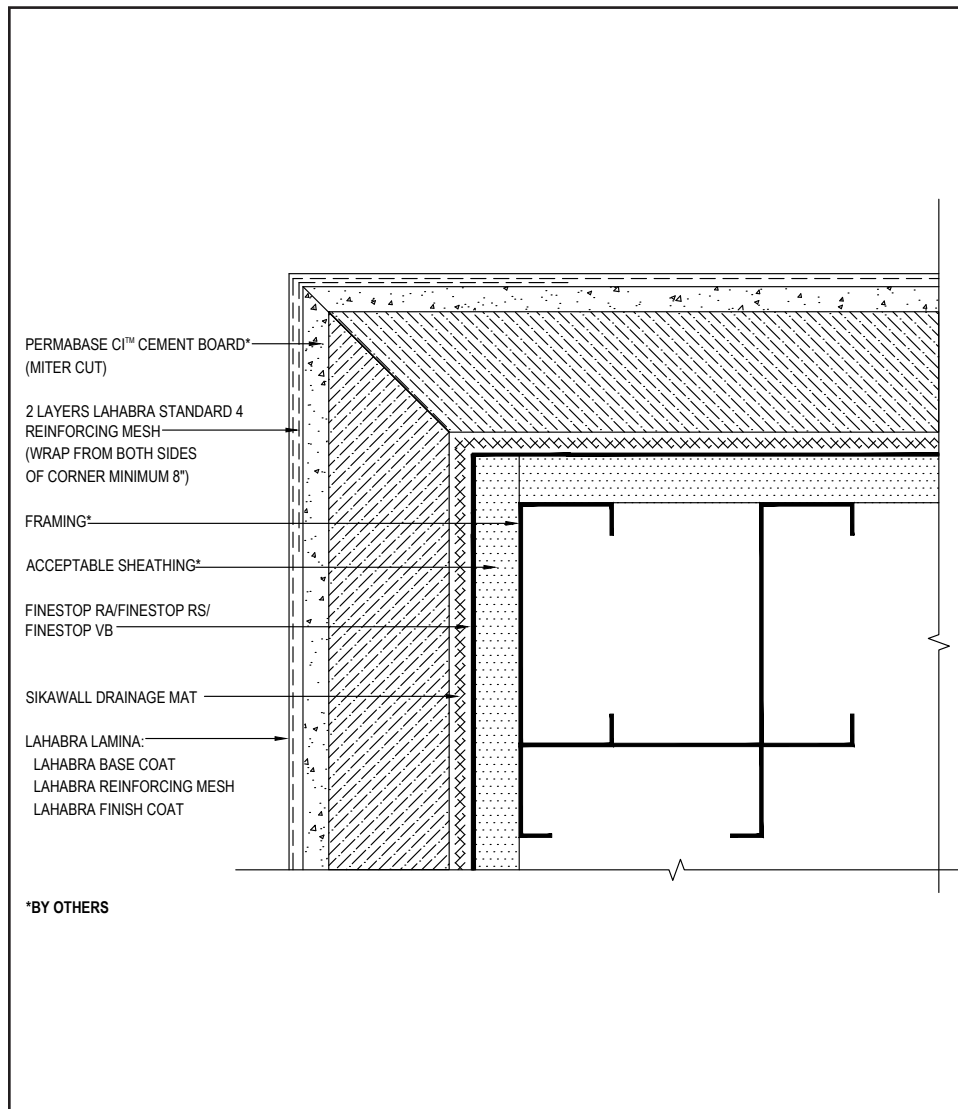 PERMABASE CI™ CEMENT BOARD*
(MITER CUT)
2 LAYERS LAHABRA STANDARD 4
REINFORCING MESH
(WRAP FROM BOTH SIDES
OF CORNER MINIMUM 8")
FRAMING*
ACCEPTABLE SHEATHING*
FINESTOP RA/FINESTOP RS/
FINESTOP VB
SIKAWALL DRAINAGE MAT
LAHABRA LAMINA:
LAHABRA BASE COAT
LAHABRA REINFORCING MESH
LAHABRA FINISH COAT
*BY OTHERS